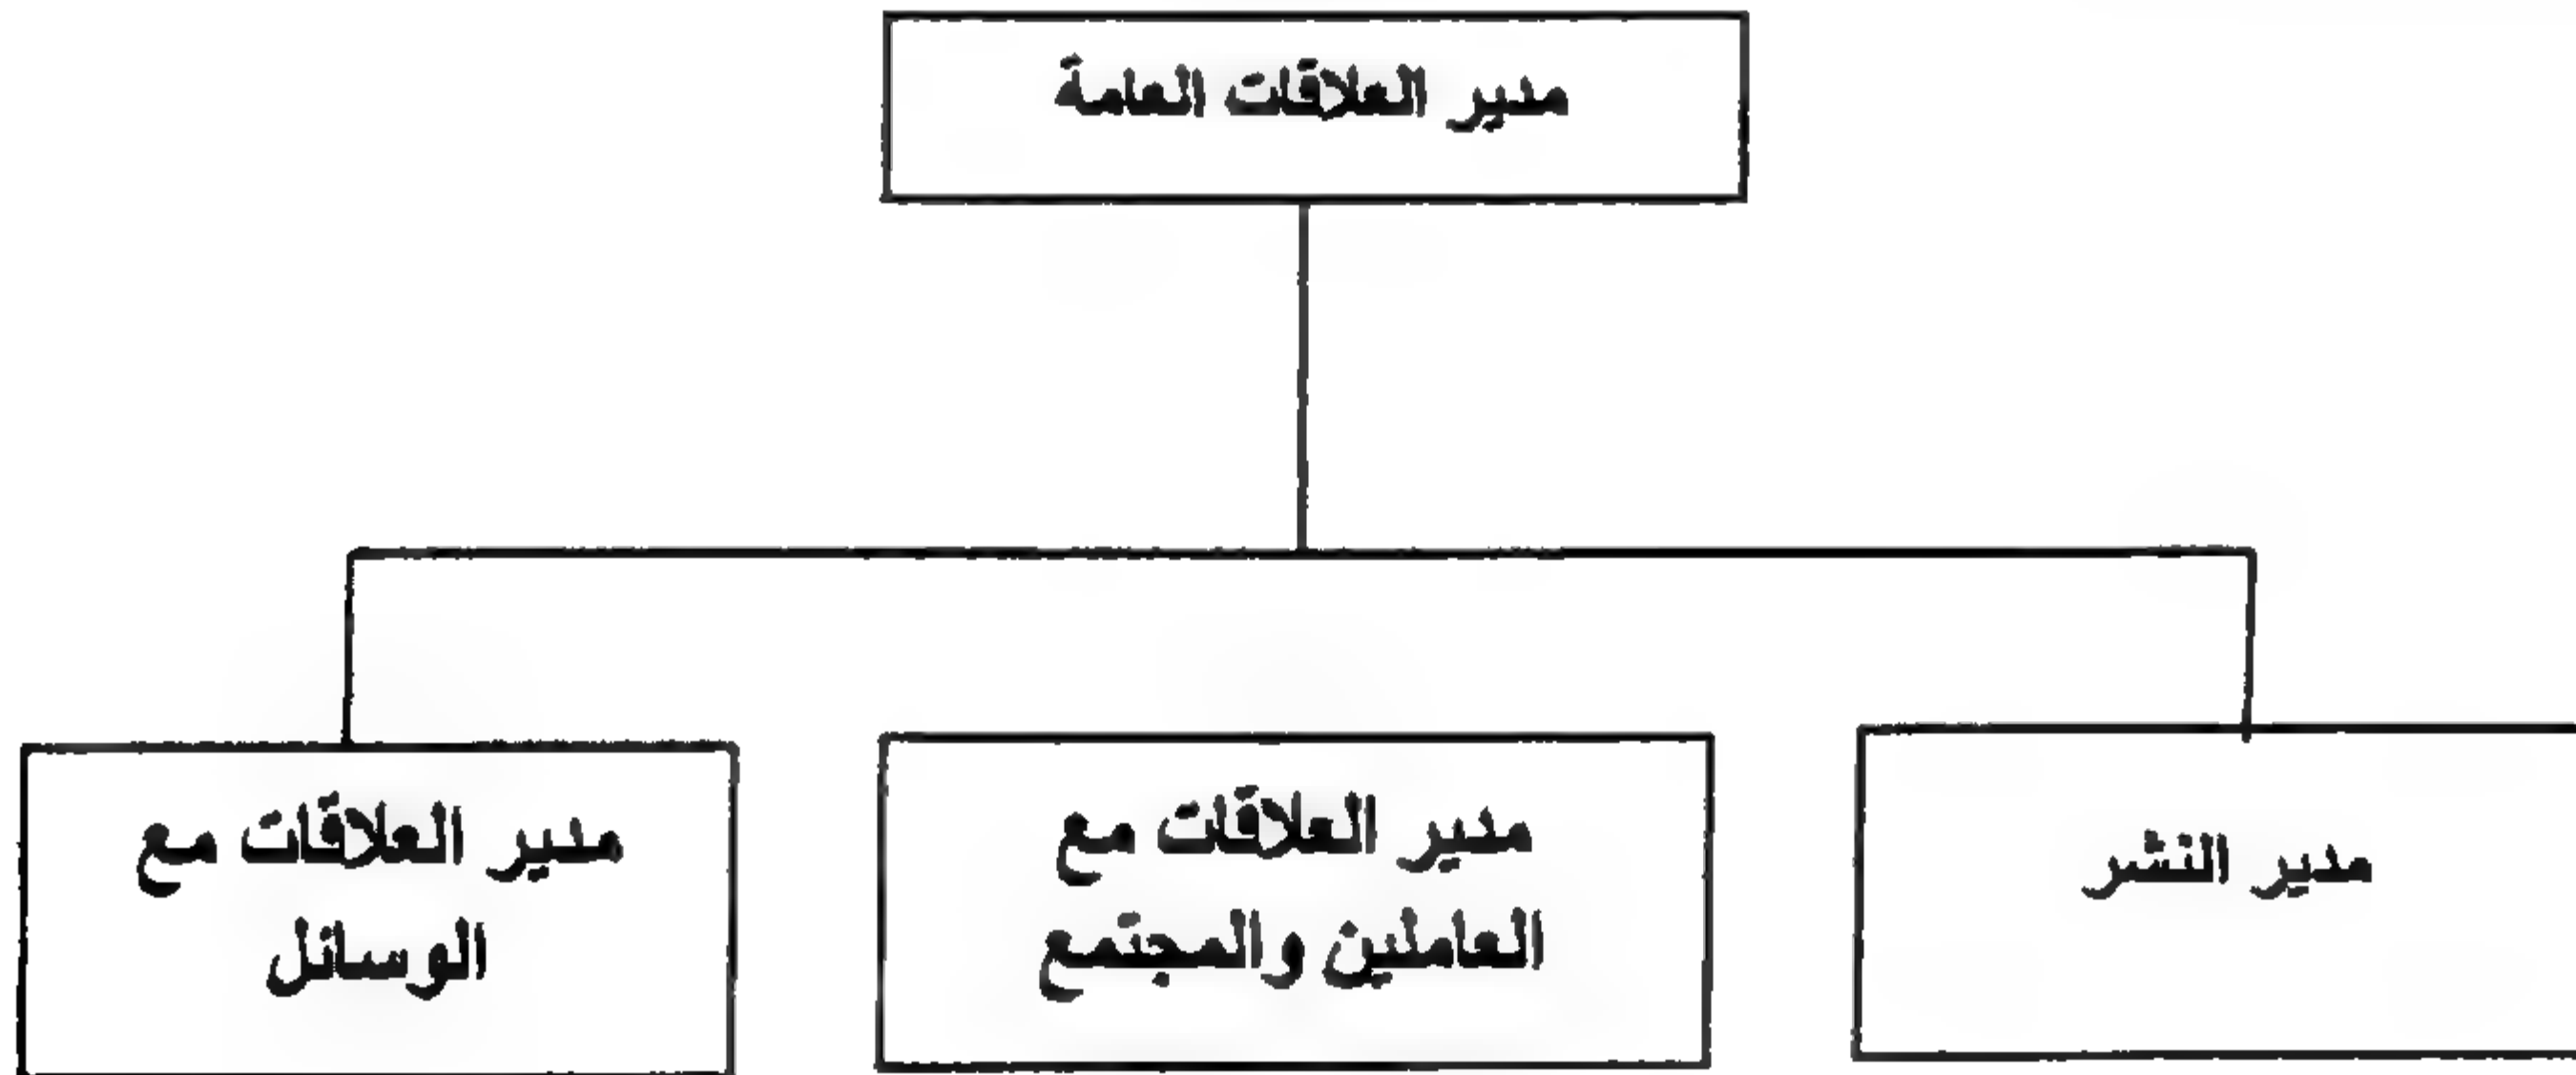 مدير العلاقات العامة
مدير النشر
مدير العلاقات مع
العاملين والمجتمع
مدير العلاقات مع
الوسائل